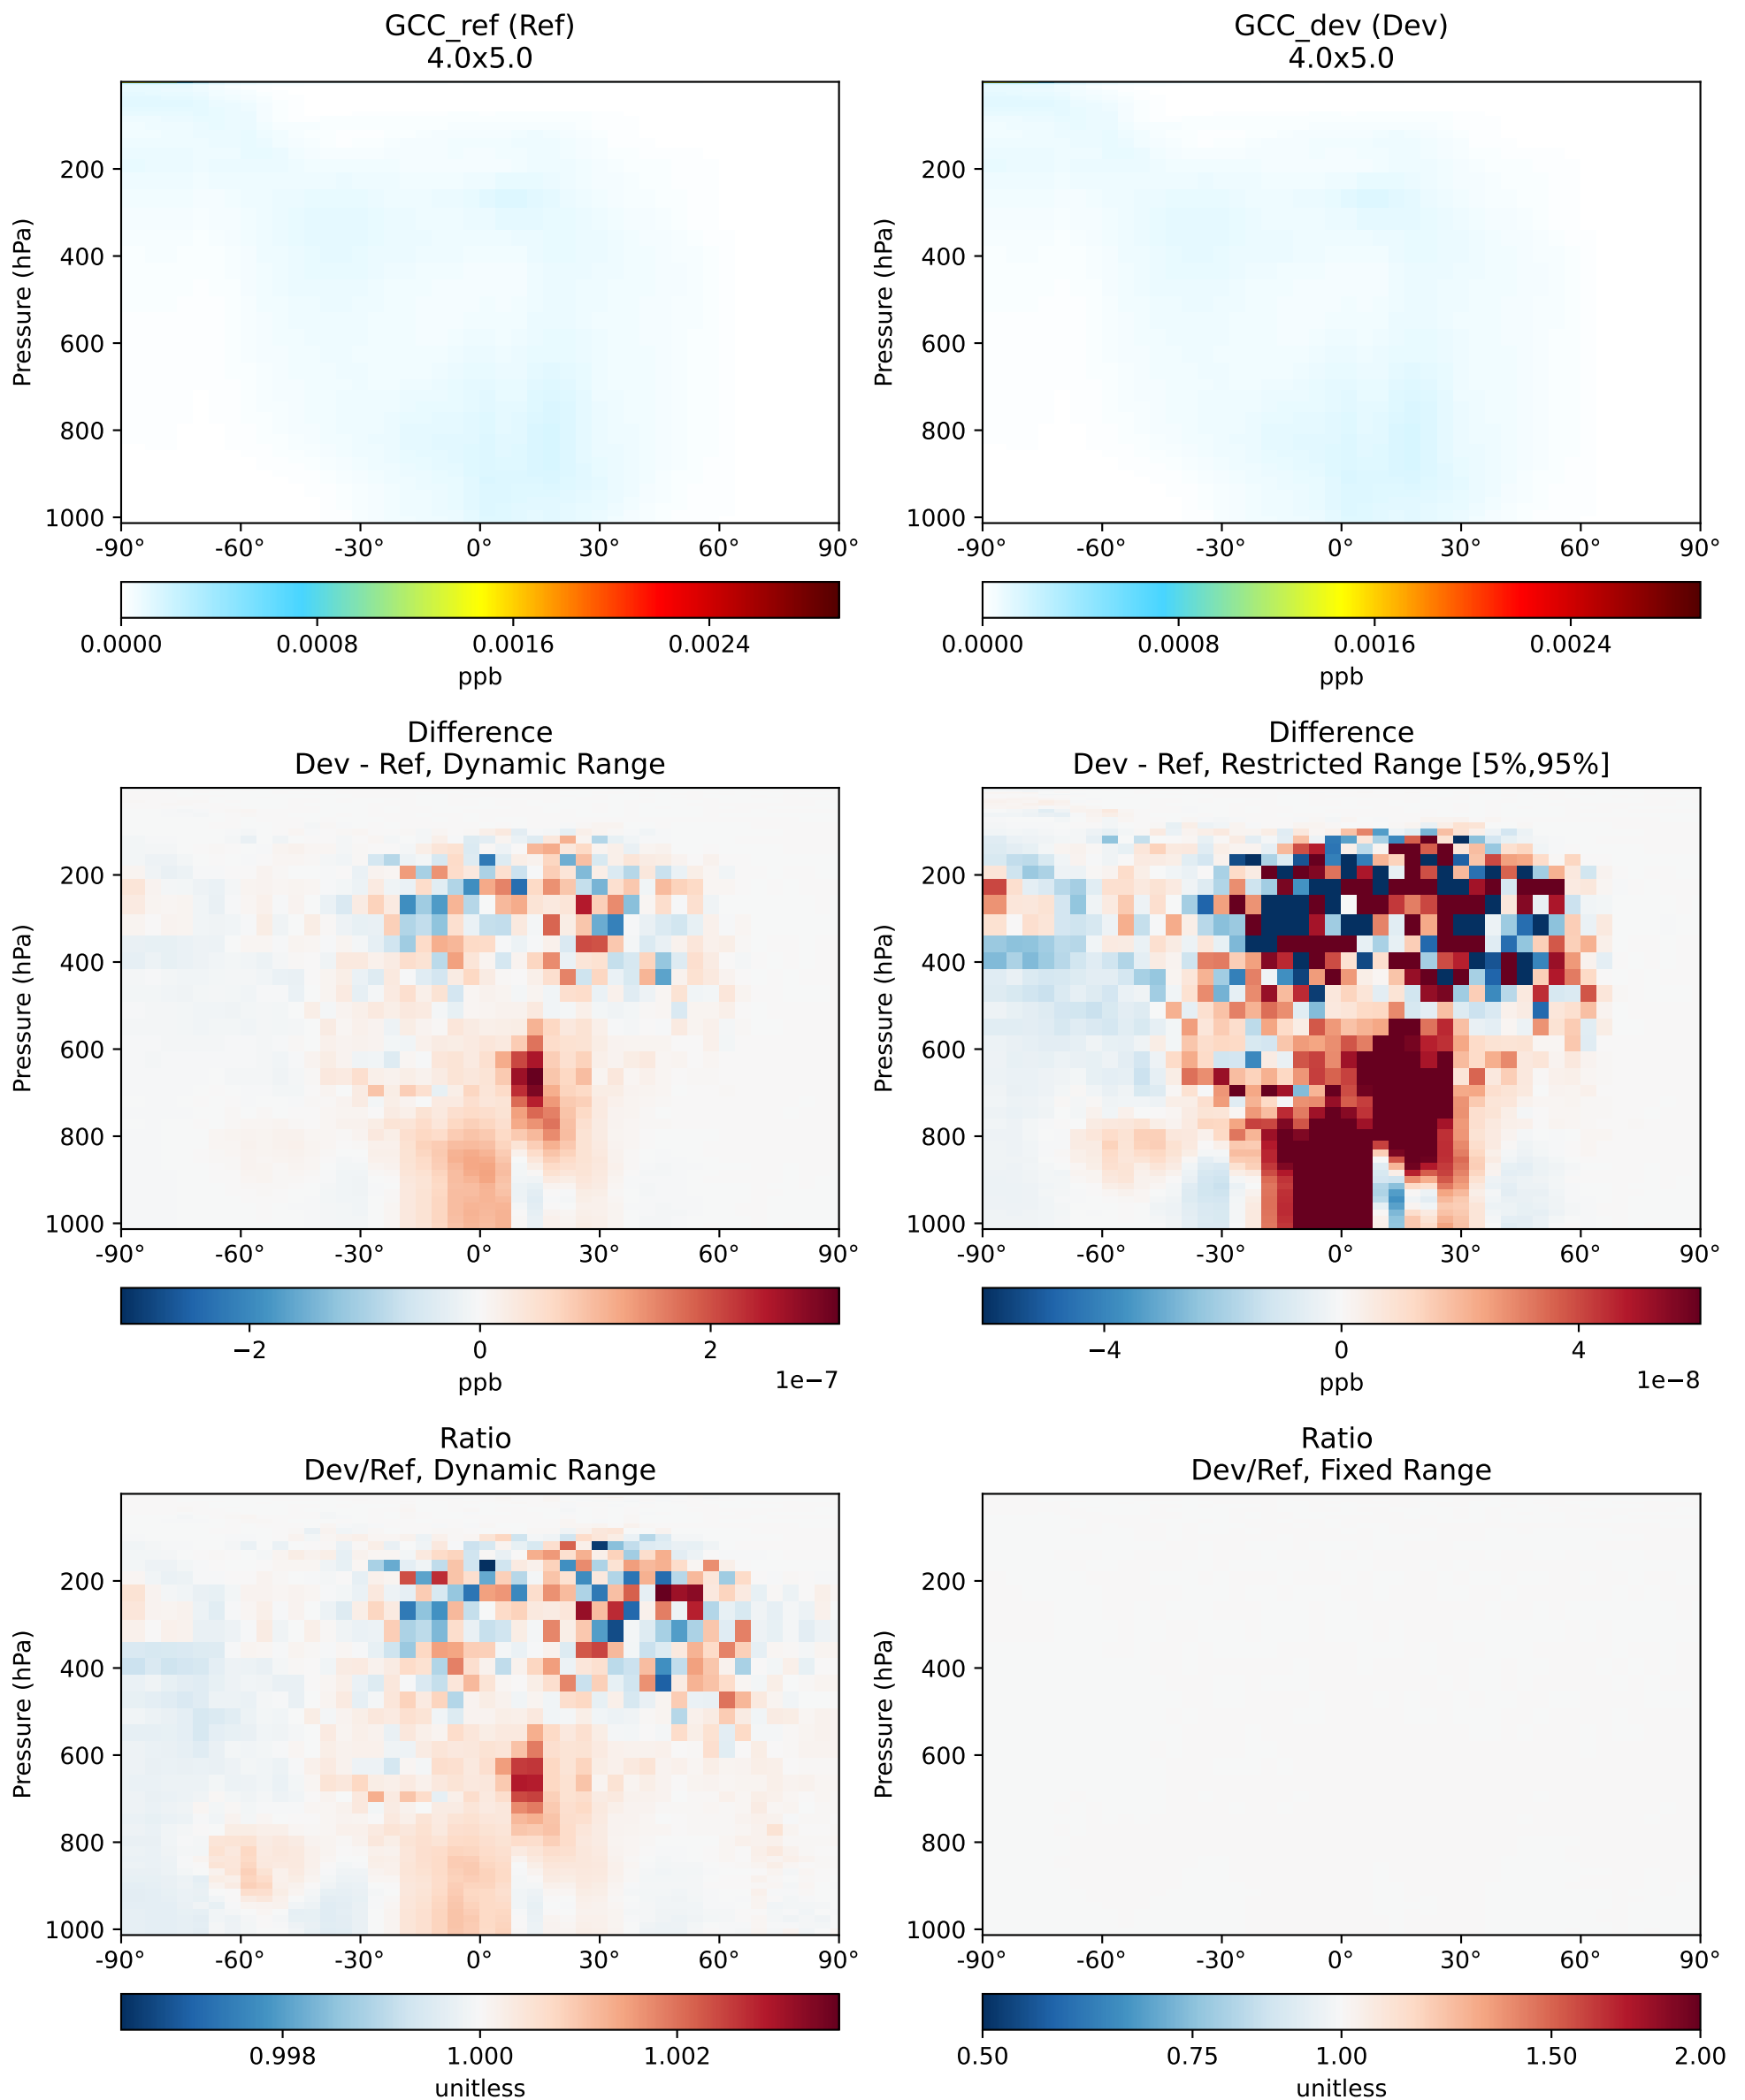 GCC_ref (Ref)
4.0x5.0
Pressure (hPa)
200
400
600
800
1000
-90° -60° -30° 0° 30° 60° 90°
0.0000 0.0008 0.0016 0.0024
ppb
GCC_dev (Dev)
4.0x5.0
Pressure (hPa)
200
400
600
800
1000
-90° -60° -30° 0° 30° 60° 90°
0.0000 0.0008 0.0016 0.0024
ppb
Difference
Dev - Ref, Dynamic Range
Pressure (hPa)
200
400
600
800
1000
-90° -60° -30° 0° 30° 60° 90°
−2 0 2
ppb
1e−7
Difference
Dev - Ref, Restricted Range [5%,95%]
Pressure (hPa)
200
400
600
800
1000
-90° -60° -30° 0° 30° 60° 90°
−4 0 4
ppb
1e−8
Ratio
Dev/Ref, Dynamic Range
Pressure (hPa)
200
400
600
800
1000
-90° -60° -30° 0° 30° 60° 90°
0.998 1.000 1.002
unitless
Ratio
Dev/Ref, Fixed Range
Pressure (hPa)
200
400
600
800
1000
-90° -60° -30° 0° 30° 60° 90°
0.50 0.75 1.00 1.50 2.00
unitless